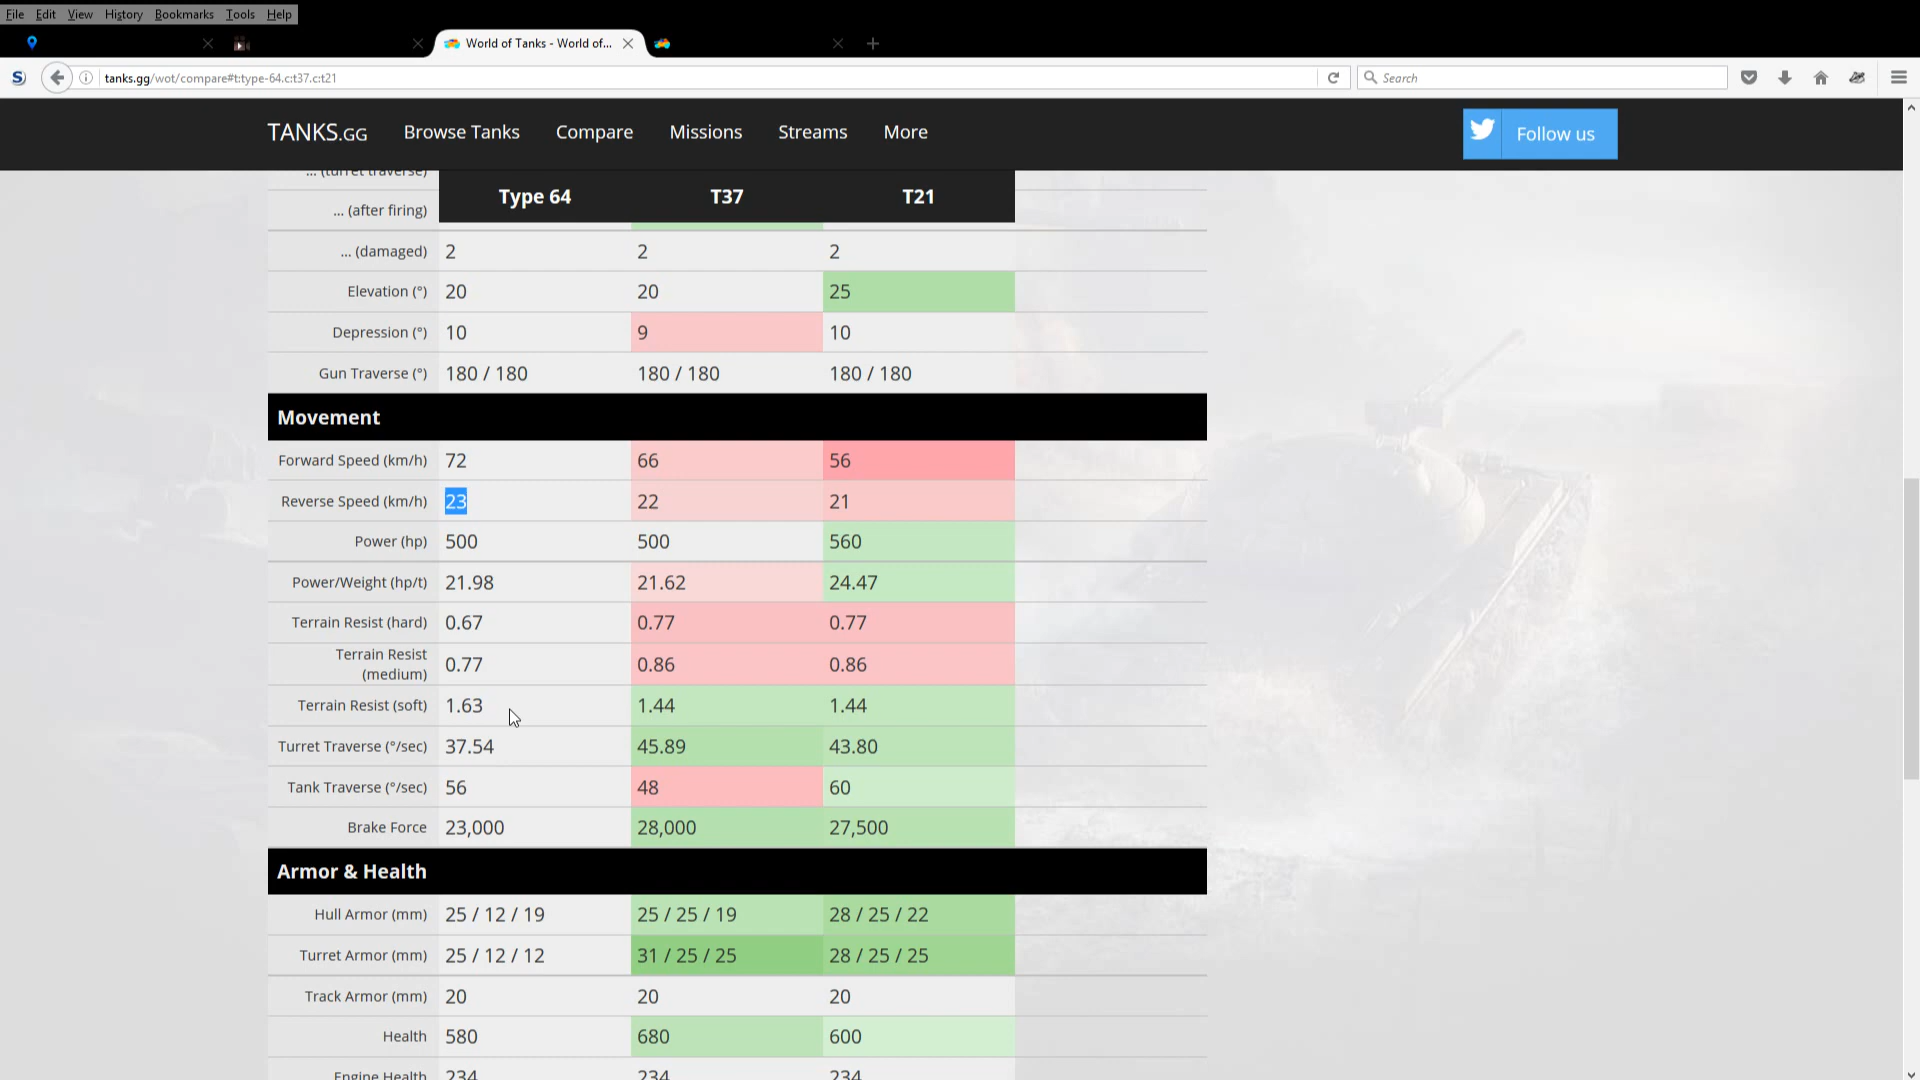 File Edit View History Bookmarks Tools Help
World of Tanks - World of...
S tanks.gg/wot/compare#t:type-64.c:t37.c:t21 Search
TANKS.GG Browse Tanks Compare Missions Streams More Follow us
... (turret traverse)
Type 64 T37 T21
... (after firing)
... (damaged) 2 2 2
Elevation (°) 20 20 25
Depression (°) 10 9 10
Gun Traverse (°) 180 / 180 180 / 180 180 / 180
Movement
Forward Speed (km/h) 72 66 56
Reverse Speed (km/h) 23 22 21
Power (hp) 500 500 560
Power/Weight (hp/t) 21.98 21.62 24.47
Terrain Resist (hard) 0.67 0.77 0.77
Terrain Resist
(medium) 0.77 0.86 0.86
Terrain Resist (soft) 1.63 1.44 1.44
Turret Traverse (°/sec) 37.54 45.89 43.80
Tank Traverse (°/sec) 56 48 60
Brake Force 23,000 28,000 27,500
Armor & Health
Hull Armor (mm) 25 / 12 / 19 25 / 25 / 19 28 / 25 / 22
Turret Armor (mm) 25 / 12 / 12 31 / 25 / 25 28 / 25 / 25
Track Armor (mm) 20 20 20
Health 580 680 600
Engine Health 234 234 234